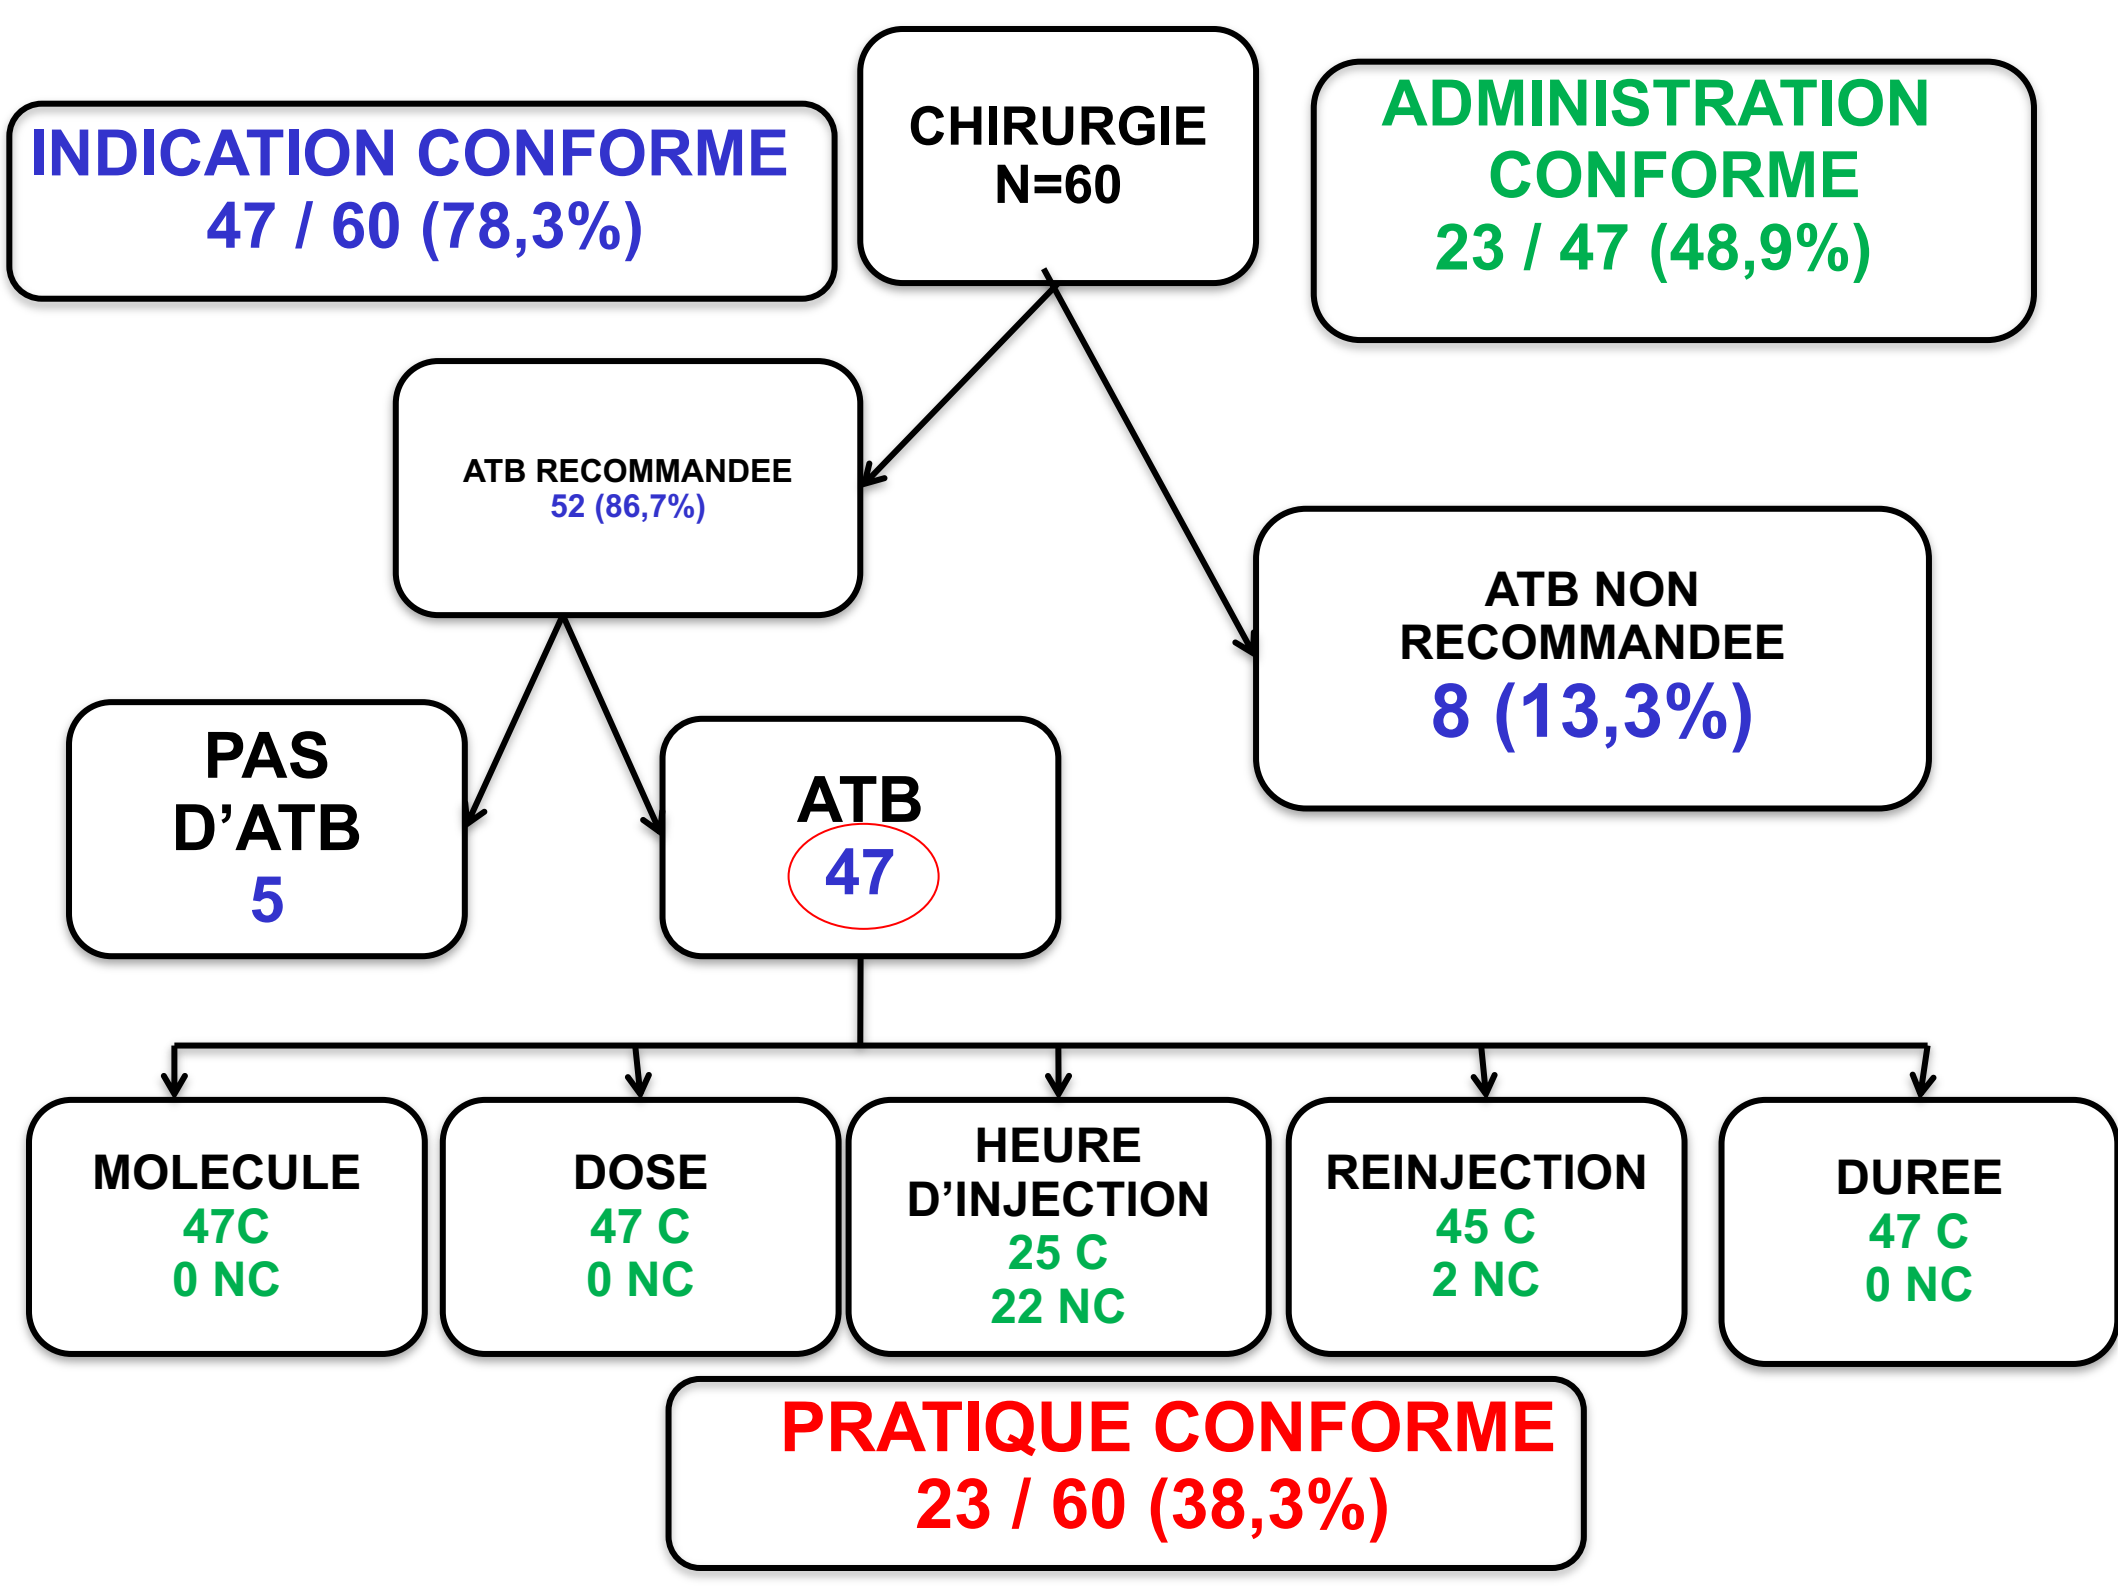 INDICATION CONFORME
47 / 60 (78,3%)
CHIRURGIE
N=60
ADMINISTRATION
CONFORME
23 / 47 (48,9%)
ATB RECOMMANDEE
52 (86,7%)
ATB NON
RECOMMANDEE
8 (13,3%)
PAS
D’ATB
5
ATB
47
MOLECULE
47C
0 NC
DOSE
47 C
0 NC
HEURE
D’INJECTION
25 C
22 NC
REINJECTION
45 C
2 NC
DUREE
47 C
0 NC
PRATIQUE CONFORME
23 / 60 (38,3%)